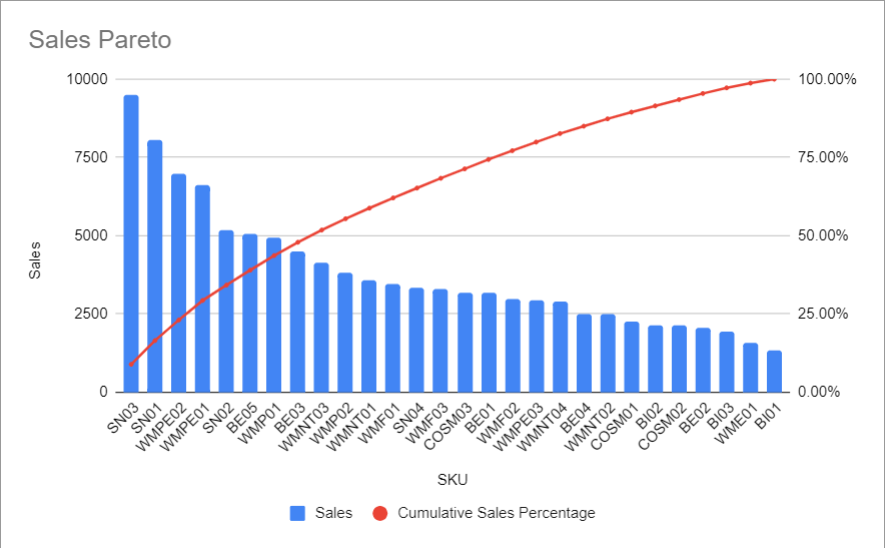 Sales Pareto
10000
100.00%
7500
75.00%
5000
50.00%
2500
25.00%
0
0.00%
Sales
SN03
SN01
WMPE02
WMPE01
SN02
BE05
WMP01
BE03
WMNT03
WMP02
WMNT01
WMF01
SN04
WMF03
COSM03
BE01
WMF02
WMPE03
WMNT04
BE04
WMNT02
COSM01
BI02
COSM02
BE02
BI03
WME01
BI01
SKU
Sales Cumulative Sales Percentage